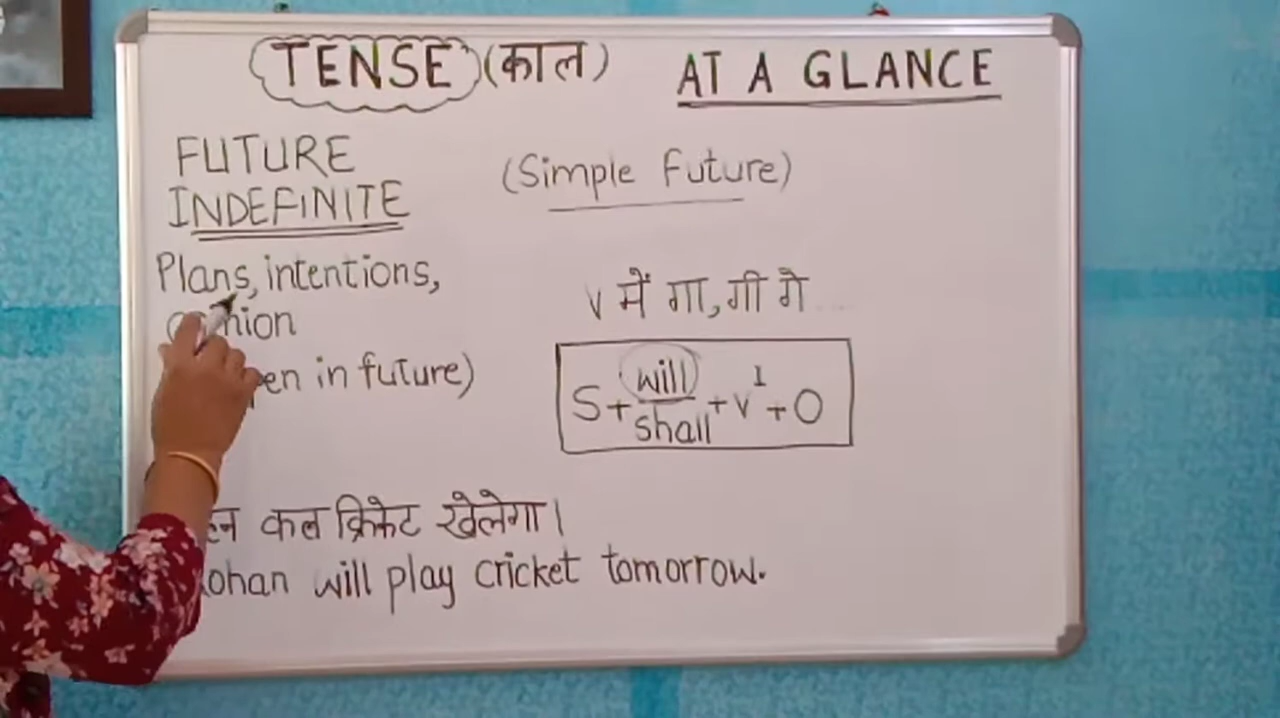 TENSE (काल) AT A GLANCE
FUTURE
INDEFINITE
(Simple Future)
Plans, intentions,
in future)
v में गा, गी गे
S + will/shall + v¹ + O
कल क्रिकेट खेलेगा।
will play cricket tomorrow.